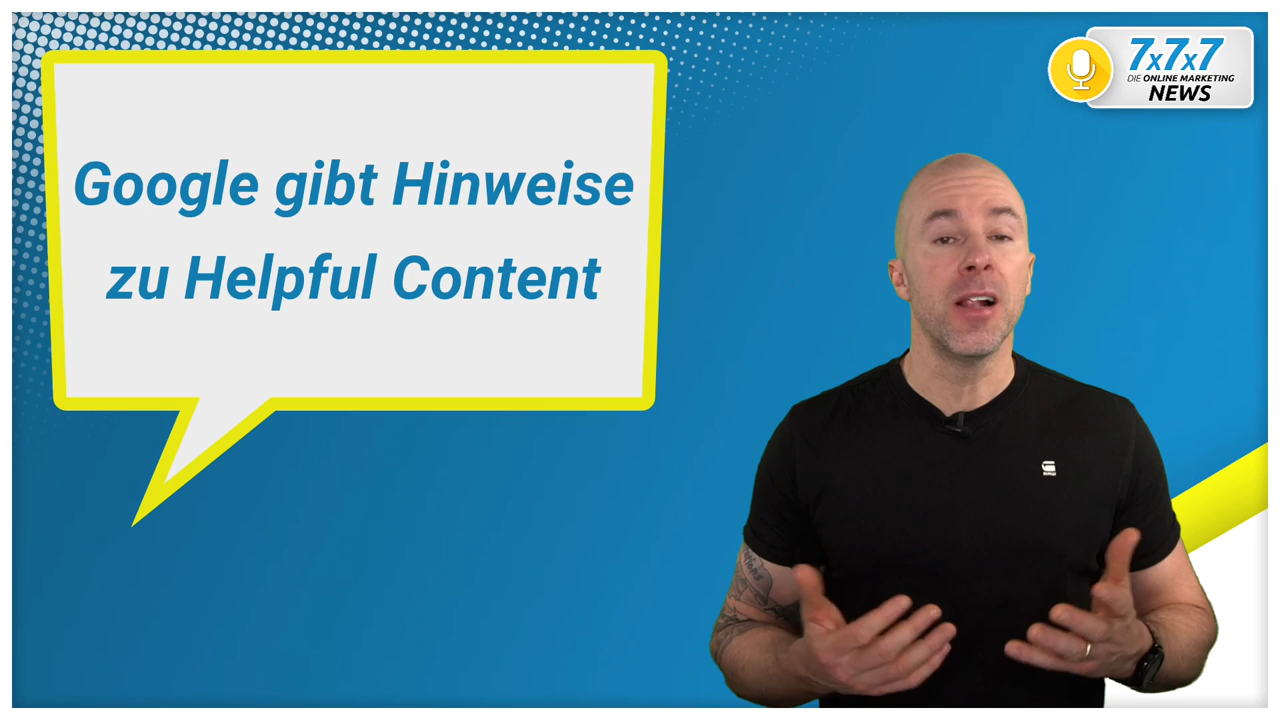 Google gibt Hinweise
zu Helpful Content
7x7x7
DIE ONLINE MARKETING
NEWS